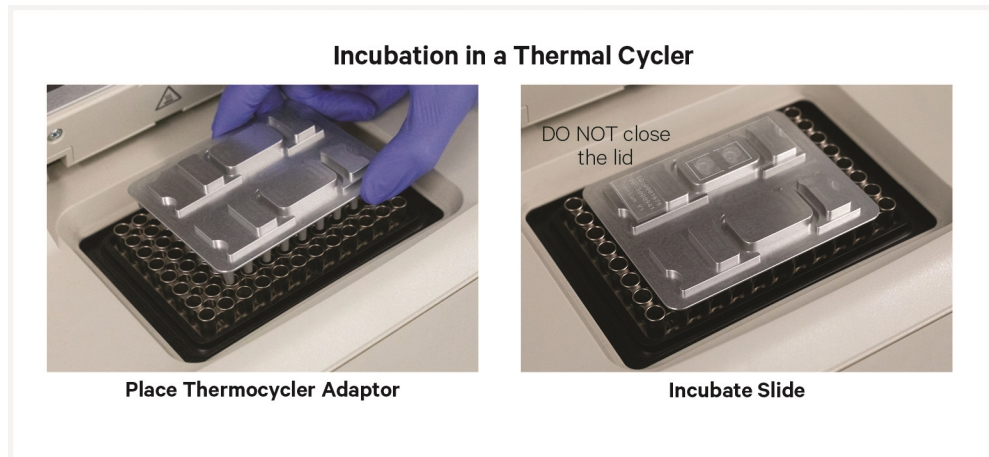 Incubation in a Thermal Cycler
DO NOT close
the lid
Place Thermocycler Adaptor
Incubate Slide